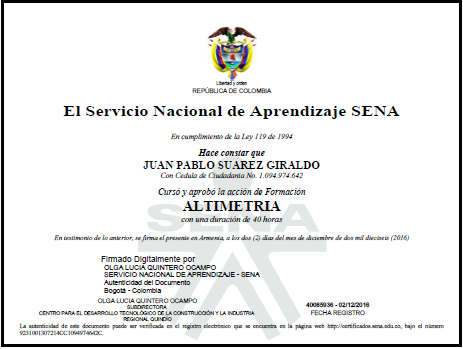 Libertad y orden
REPÚBLICA DE COLOMBIA
El Servicio Nacional de Aprendizaje SENA
En cumplimiento de la Ley 119 de 1994
Hace constar que
JUAN PABLO SUAREZ GIRALDO
Con Cedula de Ciudadania No. 1.094.974.642
Cursó y aprobó la acción de Formación
ALTIMETRIA
con una duración de 40 horas
SENA
En testimonio de lo anterior, se firma el presente en Armenia, a los dos (2) días del mes de diciembre de dos mil dieciseis (2016)
Firmado Digitalmente por
OLGA LUCIA QUINTERO OCAMPO
SERVICIO NACIONAL DE APRENDIZAJE - SENA
Autenticidad del Documento
Bogotá - Colombia
OLGA LUCIA QUINTERO OCAMPO
SUBDIRECTORA
CENTRO PARA EL DESARROLLO TECNOLÓGICO DE LA CONSTRUCCIÓN Y LA INDUSTRIA
REGIONAL QUINDÍO
40085936 - 02/12/2016
FECHA REGISTRO
La autenticidad de este documento puede ser verificada en el registro electrónico que se encuentra en la página web http://certificados.sena.edu.co, bajo el número
9231001307214CC1094974642C.